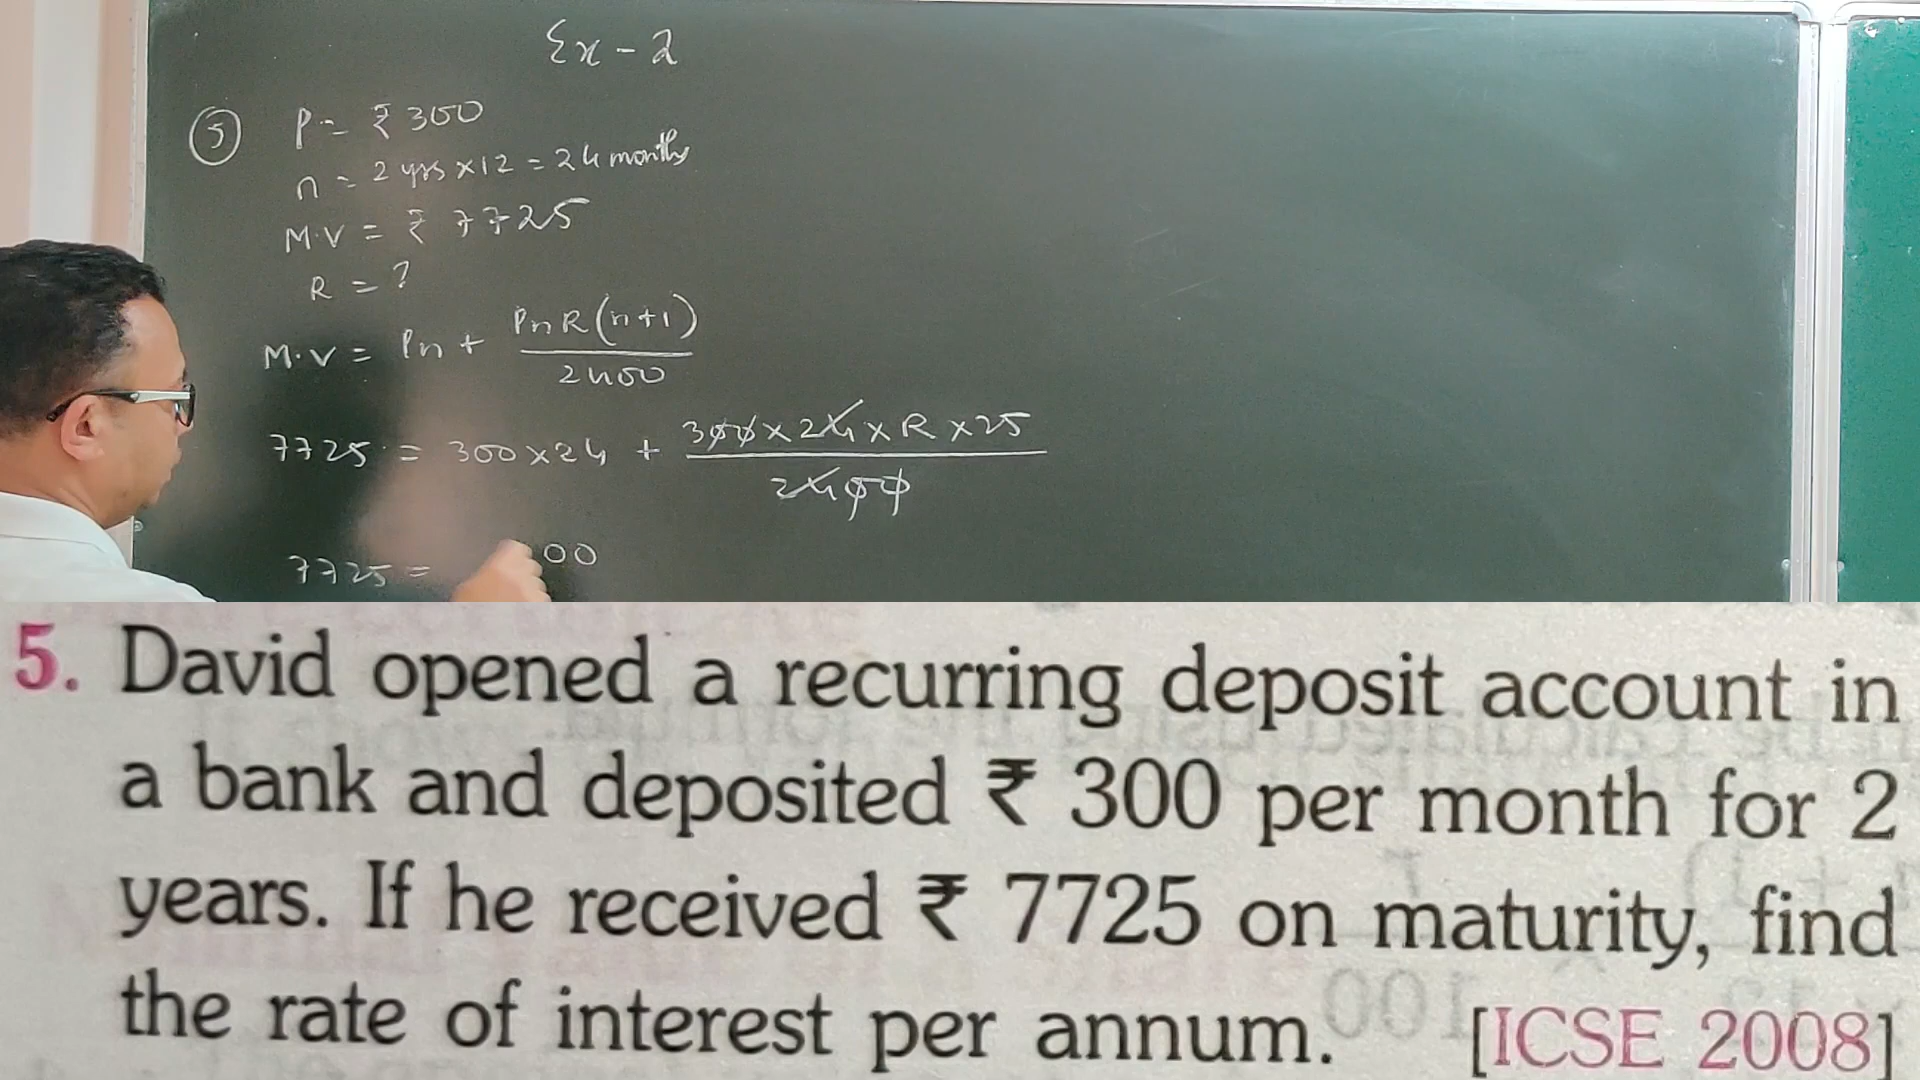 Ex - 2
5 P = ₹ 300
n = 2 yrs × 12 = 24 months
M.V = ₹ 7725
R = ?
M.V = Pn + PnR(n+1) / 2400
7725 = 300 × 24 + 300 × 24 × R × 25 / 2400
7725 = 00
5. David opened a recurring deposit account in
a bank and deposited ₹ 300 per month for 2
years. If he received ₹ 7725 on maturity, find
the rate of interest per annum. [ICSE 2008]